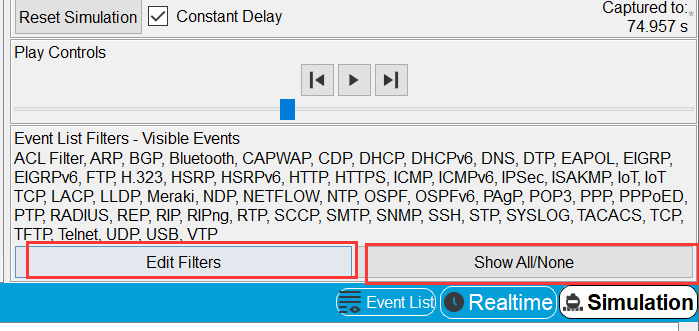 Reset Simulation Constant Delay Captured to:*
74.957 s
Play Controls
Event List Filters - Visible Events
ACL Filter, ARP, BGP, Bluetooth, CAPWAP, CDP, DHCP, DHCPv6, DNS, DTP, EAPOL, EIGRP,
EIGRPv6, FTP, H.323, HSRP, HSRPv6, HTTP, HTTPS, ICMP, ICMPv6, IPSec, ISAKMP, IoT, IoT
TCP, LACP, LLDP, Meraki, NDP, NETFLOW, NTP, OSPF, OSPFv6, PAgP, POP3, PPP, PPPoED,
PTP, RADIUS, REP, RIP, RIPng, RTP, SCCP, SMTP, SNMP, SSH, STP, SYSLOG, TACACS, TCP,
TFTP, Telnet, UDP, USB, VTP
Edit Filters Show All/None
Event List Realtime Simulation